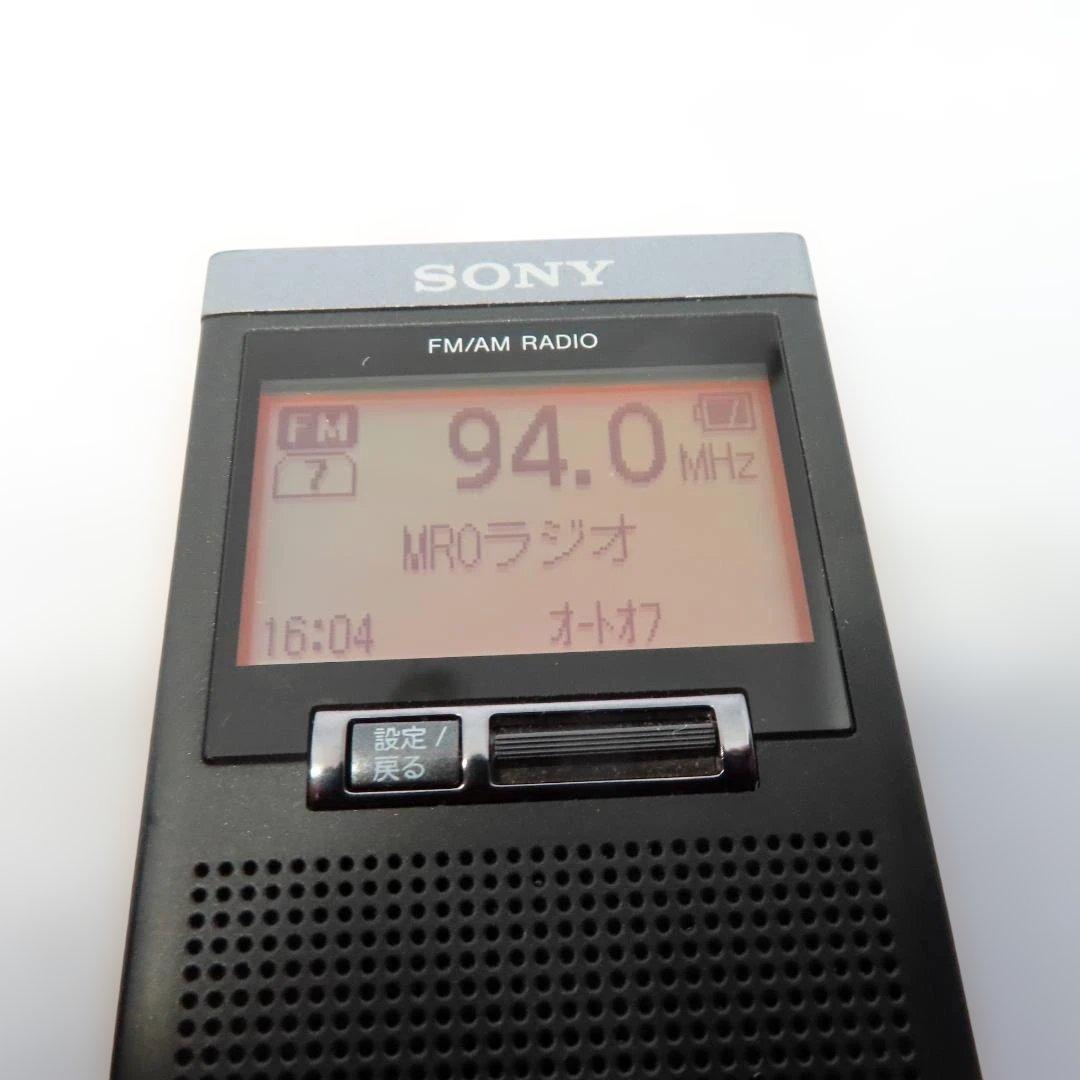 SONY
FM/AM RADIO
FM 94.0 MHz
7
MROラジオ
16:04 オートオフ
設定/
戻る